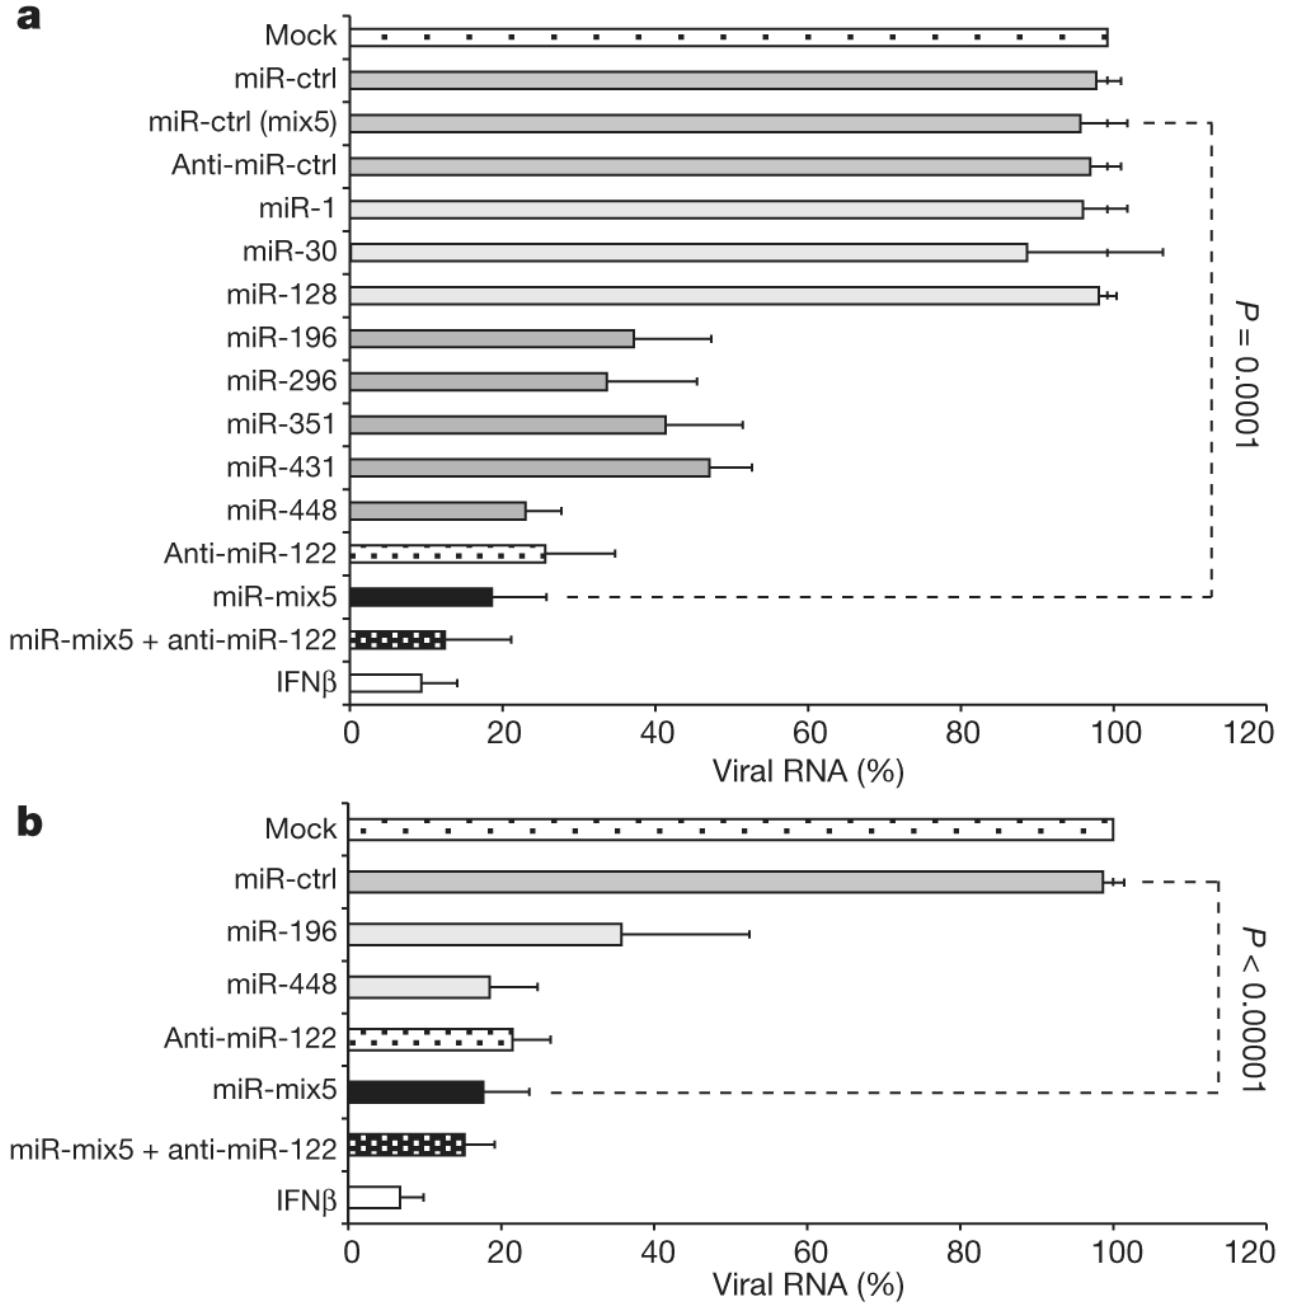 a
Mock
miR-ctrl
miR-ctrl (mix5)
Anti-miR-ctrl
miR-1
miR-30
miR-128
miR-196
miR-296
miR-351
miR-431
miR-448
Anti-miR-122
miR-mix5
miR-mix5 + anti-miR-122
IFNβ
P = 0.0001
0 20 40 60 80 100 120
Viral RNA (%)
b
Mock
miR-ctrl
miR-196
miR-448
Anti-miR-122
miR-mix5
miR-mix5 + anti-miR-122
IFNβ
P < 0.00001
0 20 40 60 80 100 120
Viral RNA (%)